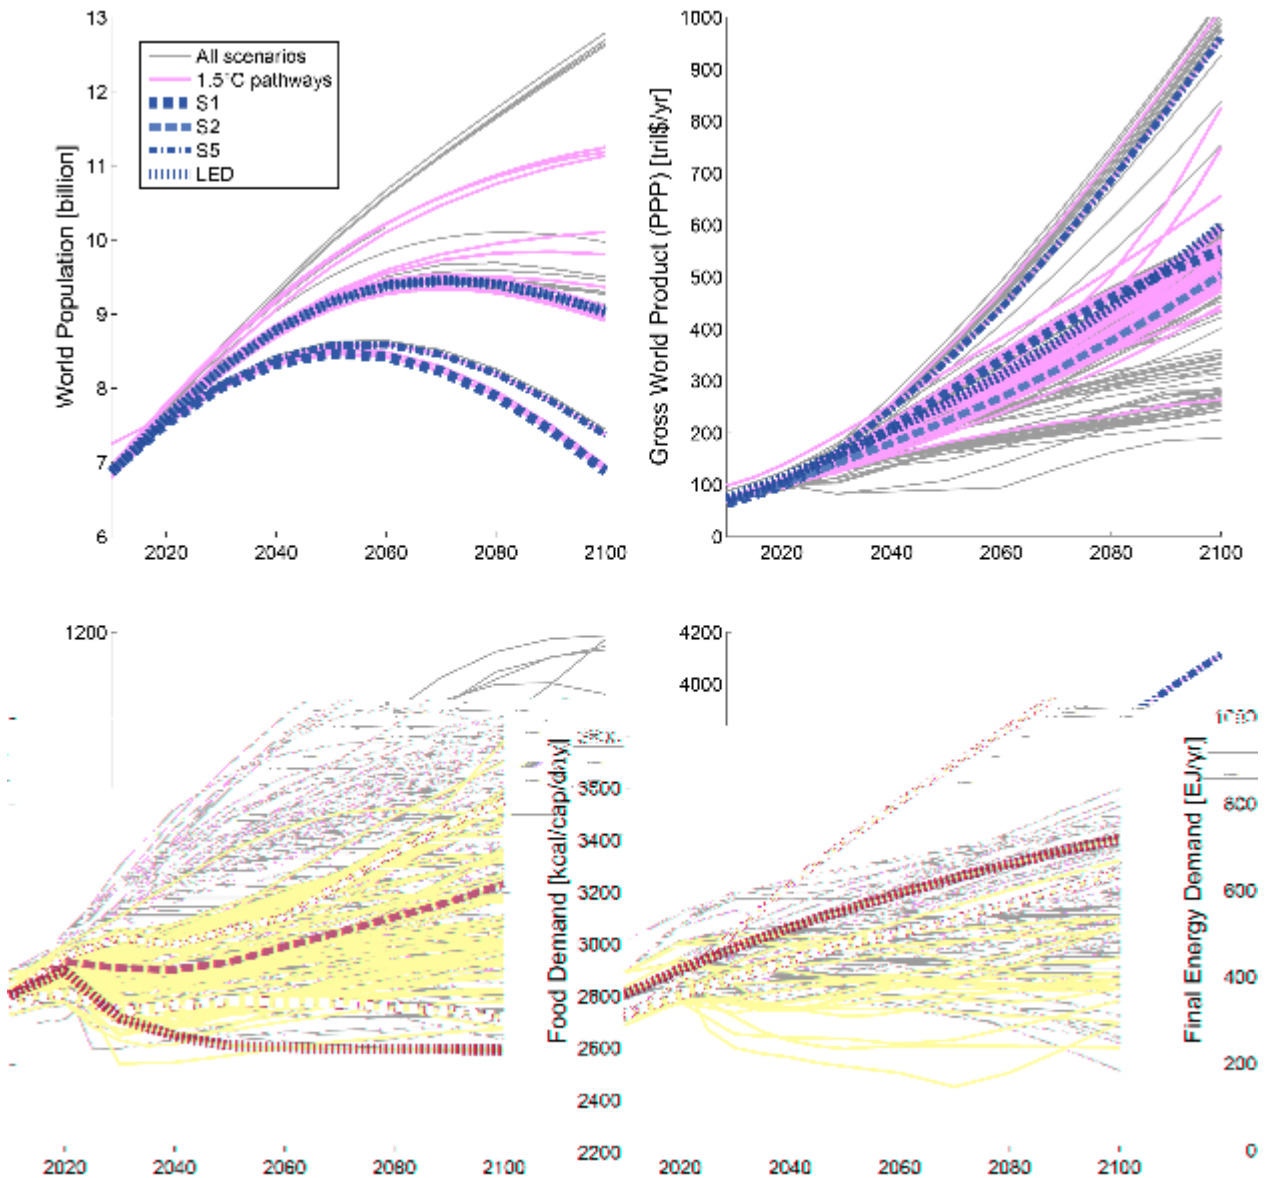 World Population [billion]
13
12
11
10
9
8
7
6
2020 2040 2060 2080 2100
All scenarios
1.5°C pathways
S1
S2
S5
LED
Gross World Product (PPP) [tril$/yr]
1000
900
800
700
600
500
400
300
200
100
0
2020 2040 2060 2080 2100
1200
4200
4000
Food Demand [kcal/cap/day]
3500
3400
3200
3000
2800
2600
2400
2200
2020 2040 2060 2080 2100
Final Energy Demand [EJ/yr]
800
600
400
200
0
2020 2040 2060 2080 2100